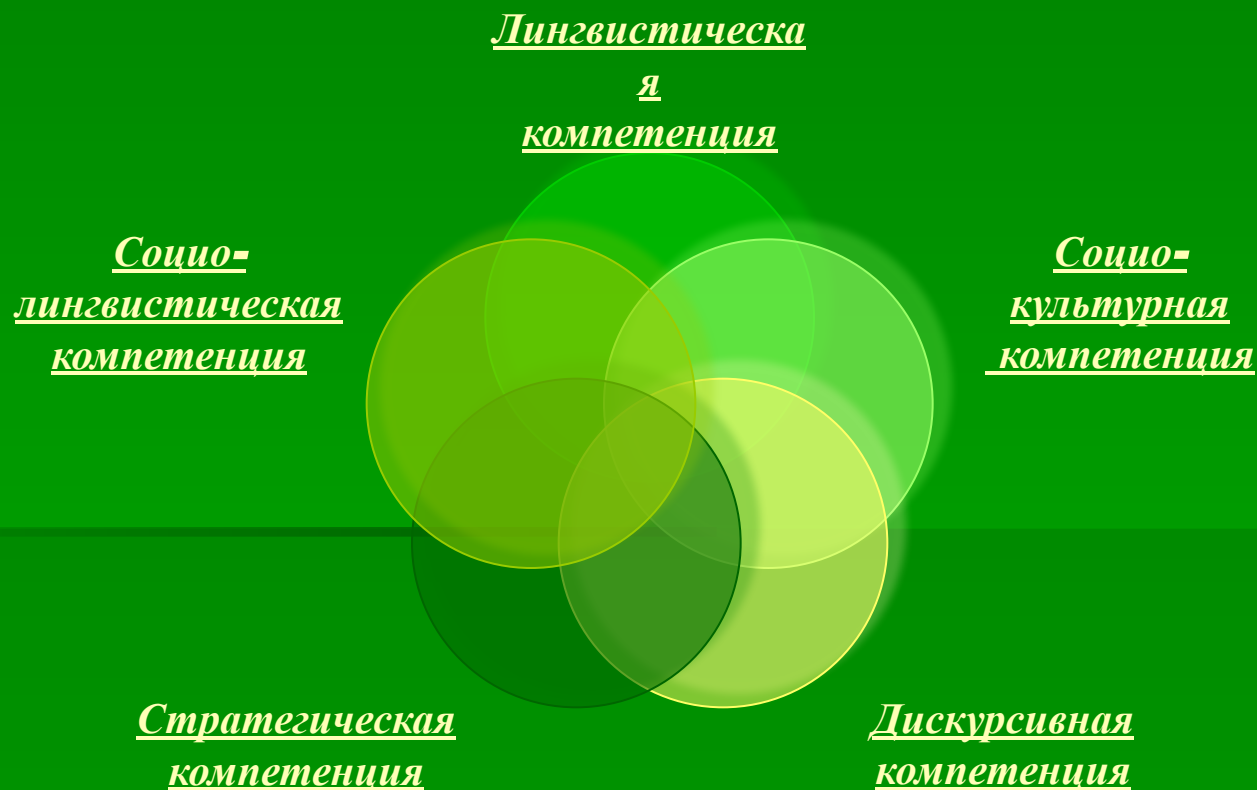 Лингвистическа
я
компетенция
Социо-
лингвистическая
компетенция
Социо-
культурная
компетенция
Стратегическая
компетенция
Дискурсивная
компетенция